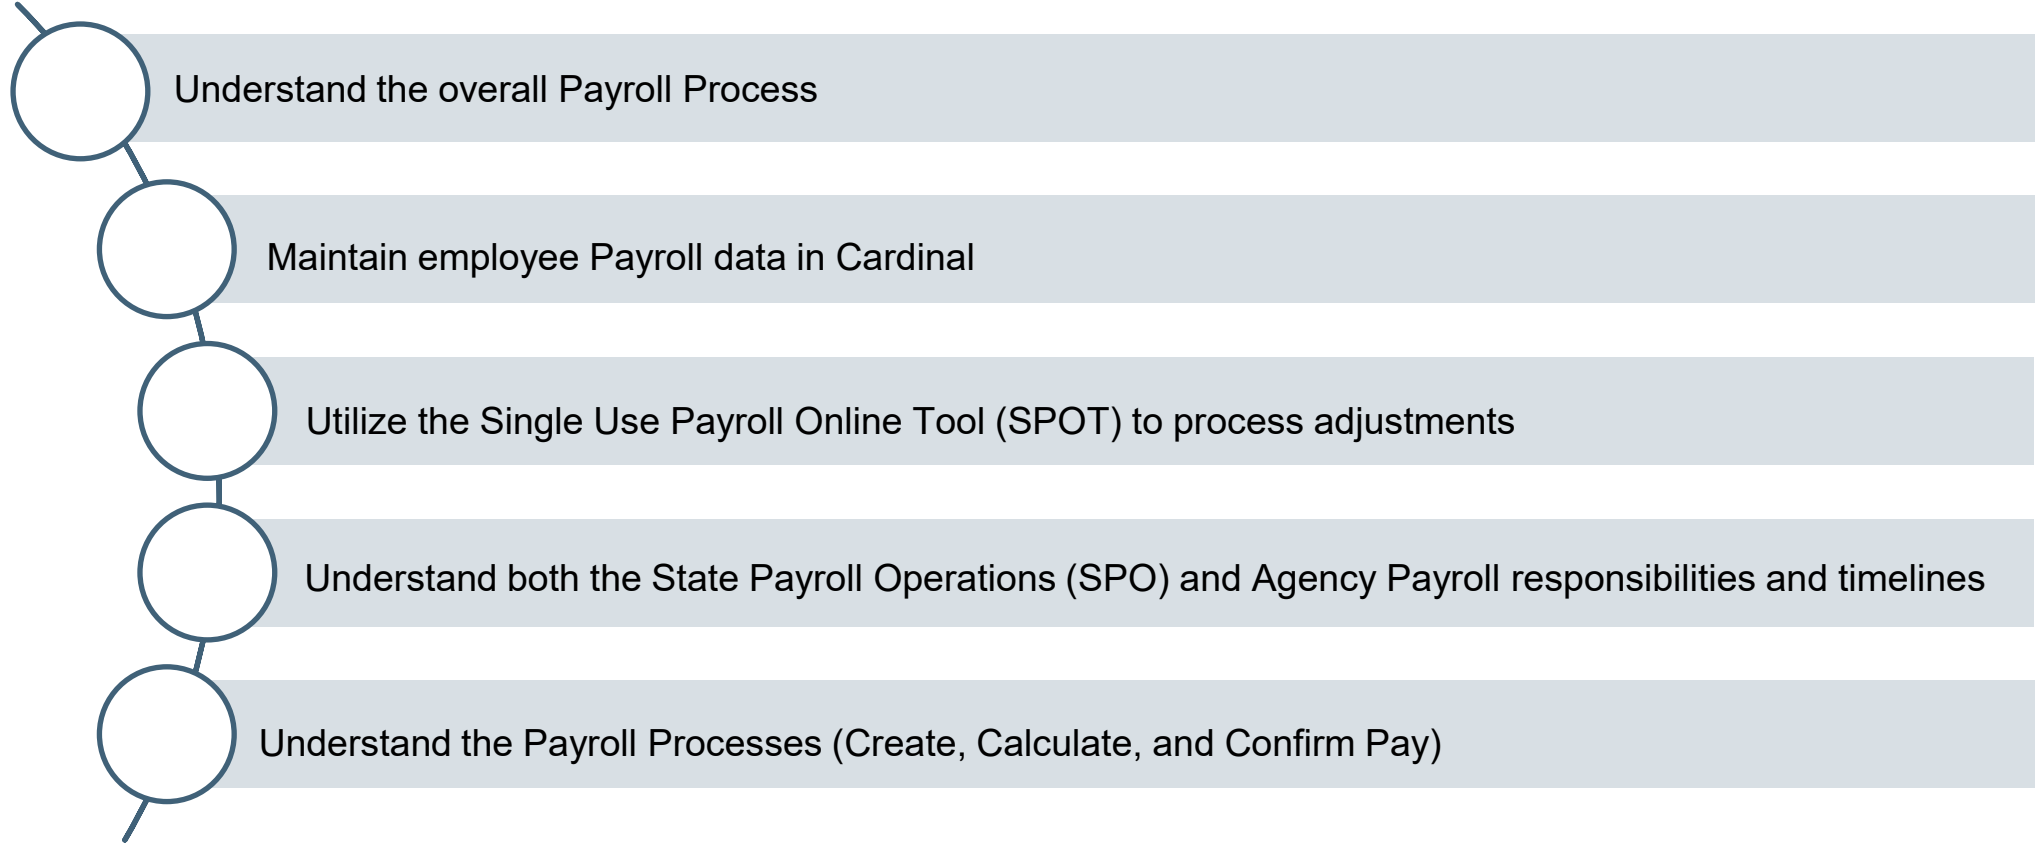 Understand the overall Payroll Process
Maintain employee Payroll data in Cardinal
Utilize the Single Use Payroll Online Tool (SPOT) to process adjustments
Understand both the State Payroll Operations (SPO) and Agency Payroll responsibilities and timelines
Understand the Payroll Processes (Create, Calculate, and Confirm Pay)